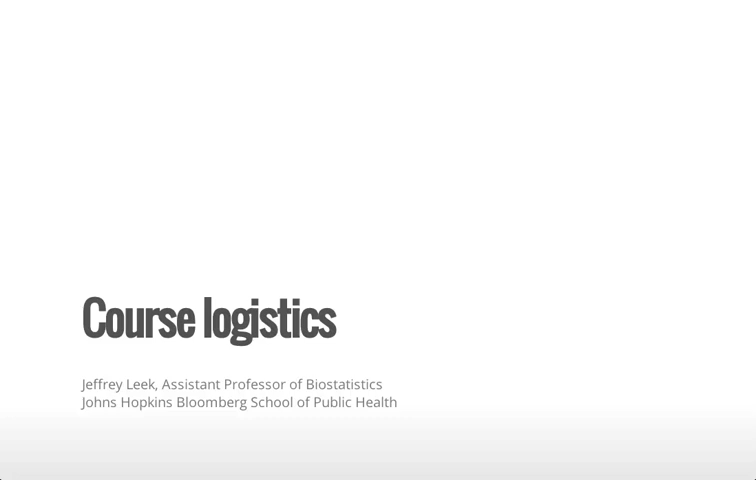 Course logistics
Jeffrey Leek, Assistant Professor of Biostatistics
Johns Hopkins Bloomberg School of Public Health